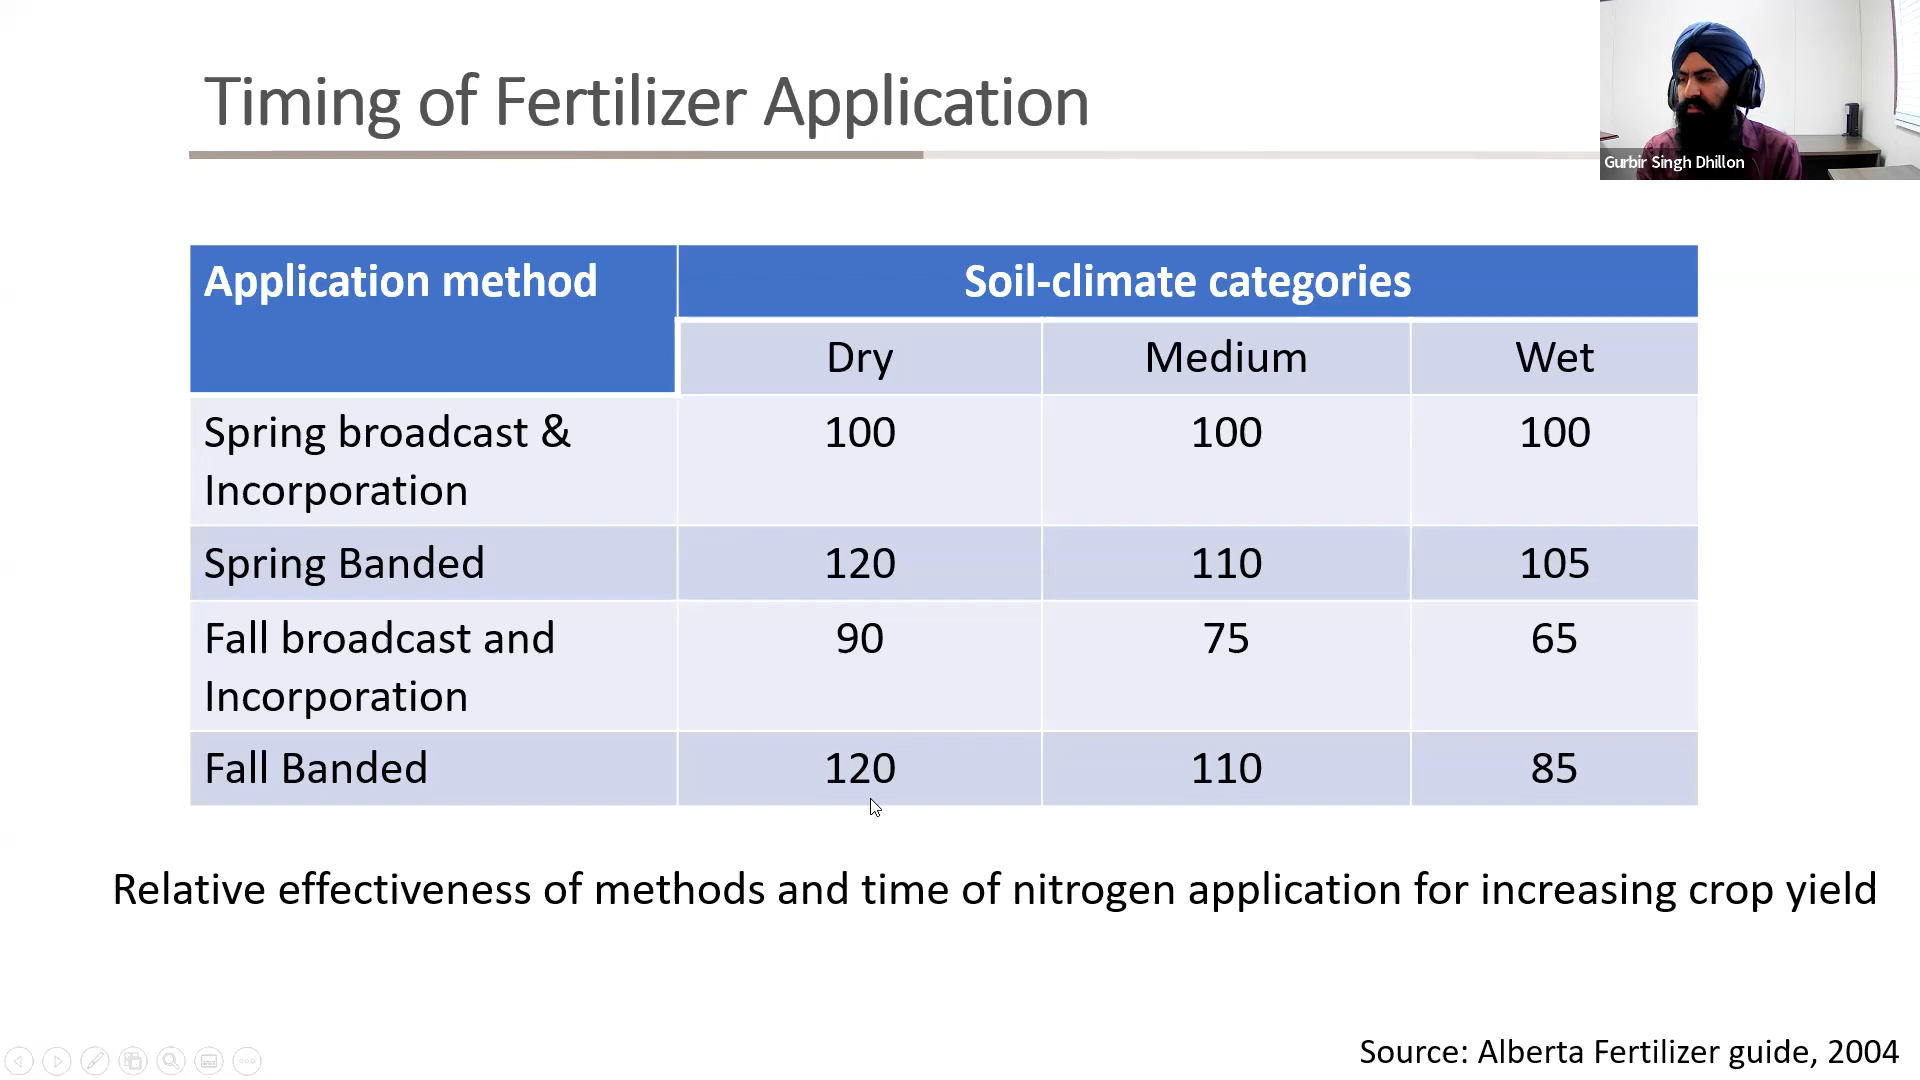 Timing of Fertilizer Application
Gurbir Singh Dhillon
Application method Soil-climate categories
Dry Medium Wet
Spring broadcast & 100 100 100
Incorporation
Spring Banded 120 110 105
Fall broadcast and 90 75 65
Incorporation
Fall Banded 120 110 85
Relative effectiveness of methods and time of nitrogen application for increasing crop yield
Source: Alberta Fertilizer guide, 2004